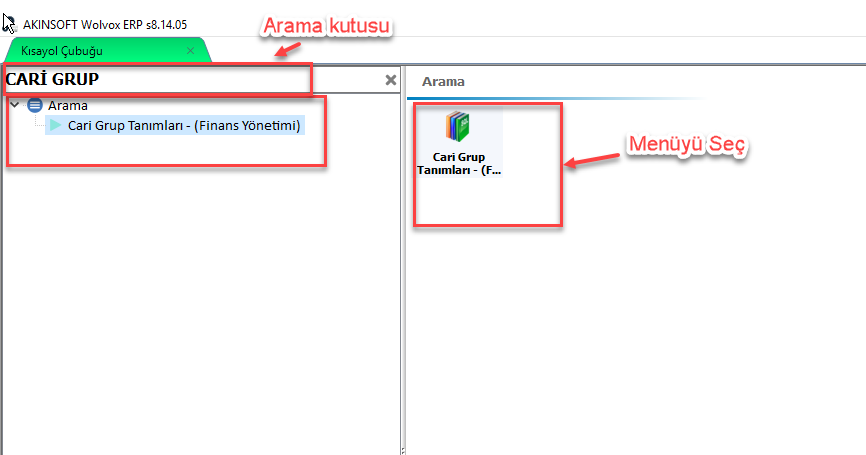 AKINSOFT Wolvox ERP s8.14.05
Arama kutusu
Kısayol Çubuğu
CARİ GRUP
Arama
Cari Grup Tanımları - (Finans Yönetimi)
Arama
Cari Grup
Tanımları - (F...
Menüyü Seç